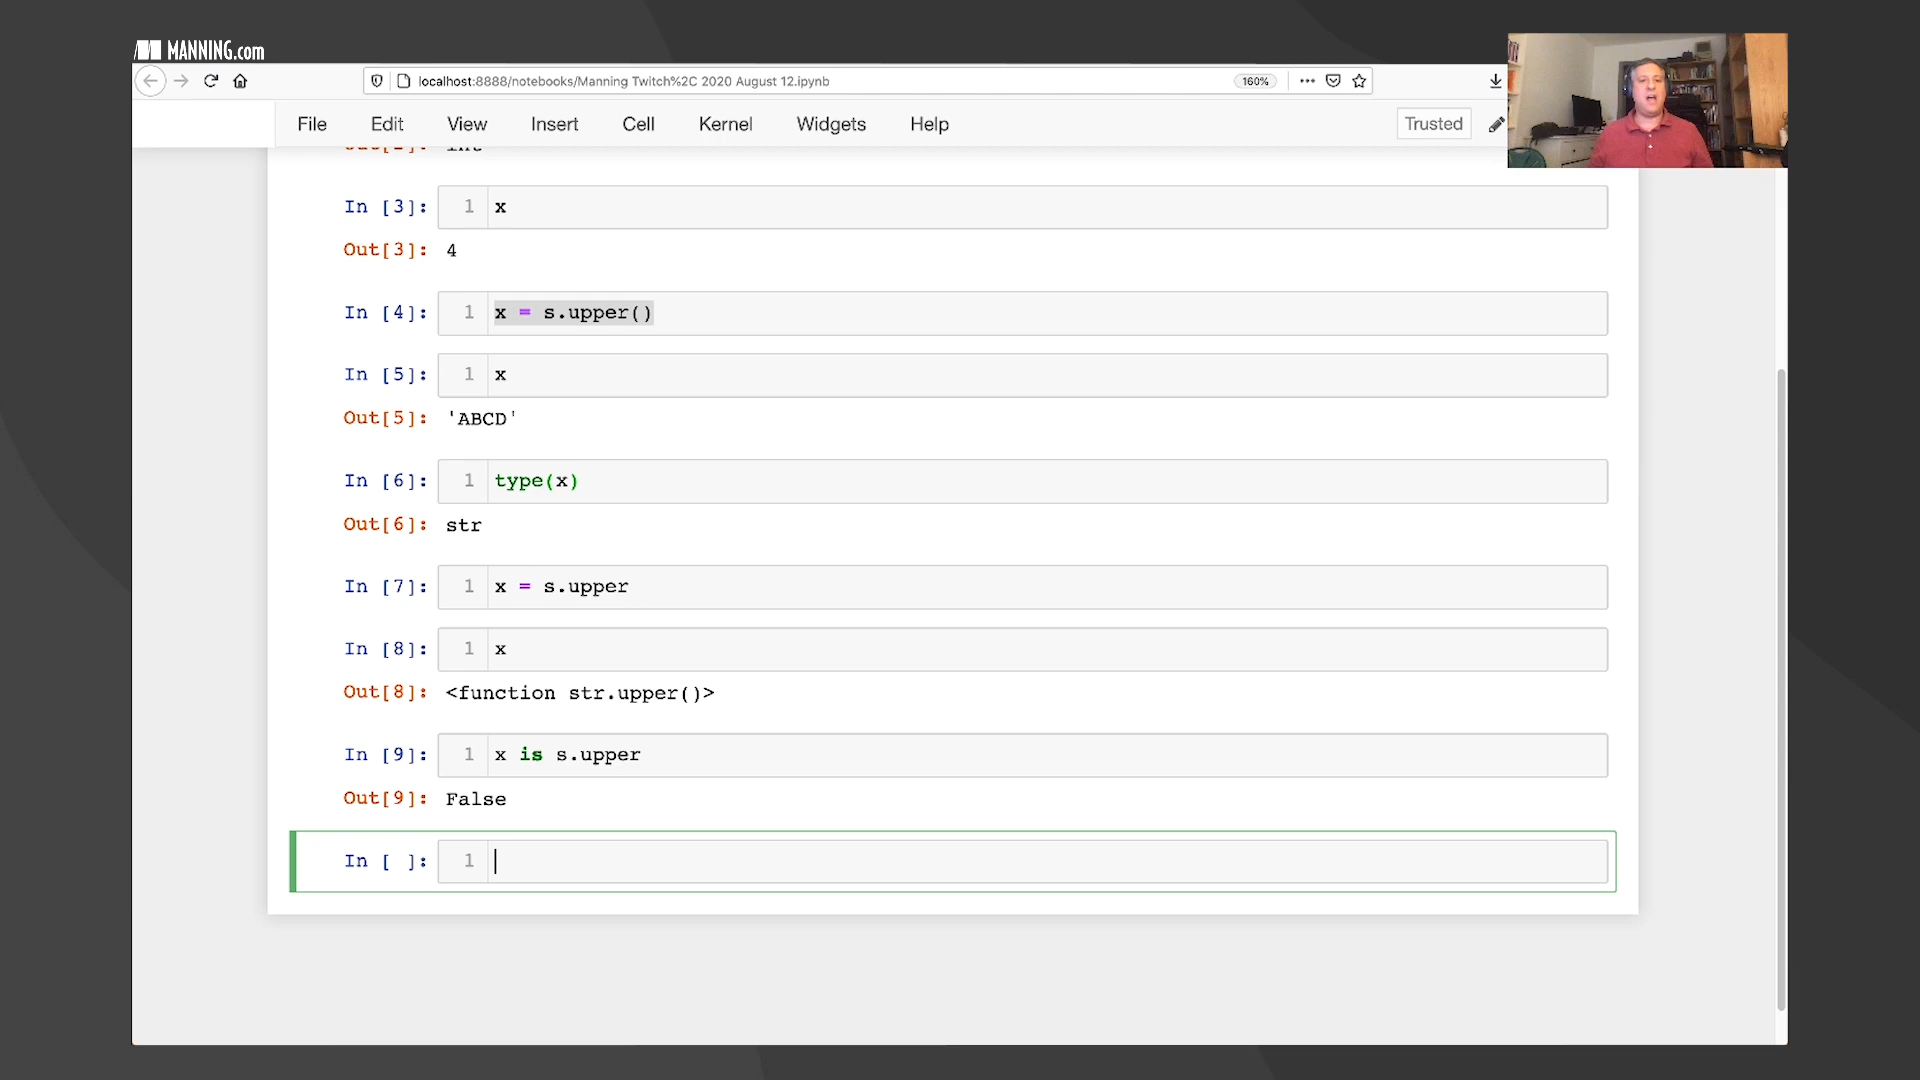 MANNING.com
localhost:8888/notebooks/Manning Twitch%2C 2020 August 12.ipynb
160%
File Edit View Insert Cell Kernel Widgets Help
Trusted
Out[2]: int
In [3]: 1 x
Out[3]: 4
In [4]: 1 x = s.upper()
In [5]: 1 x
Out[5]: 'ABCD'
In [6]: 1 type(x)
Out[6]: str
In [7]: 1 x = s.upper
In [8]: 1 x
Out[8]: <function str.upper()>
In [9]: 1 x is s.upper
Out[9]: False
In [ ]: 1